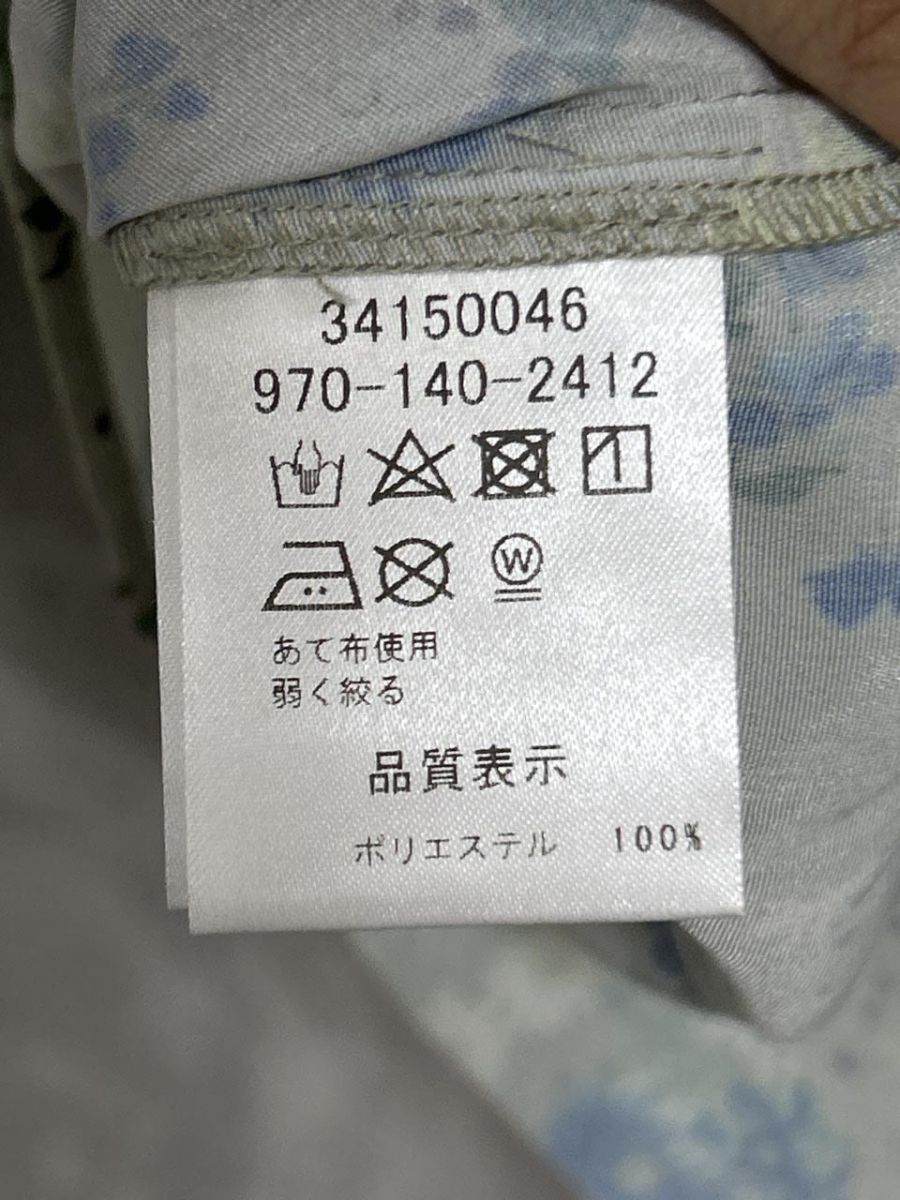 34150046
970-140-2412
W
あて布使用
弱く絞る
品質表示
ポリエステル 100%